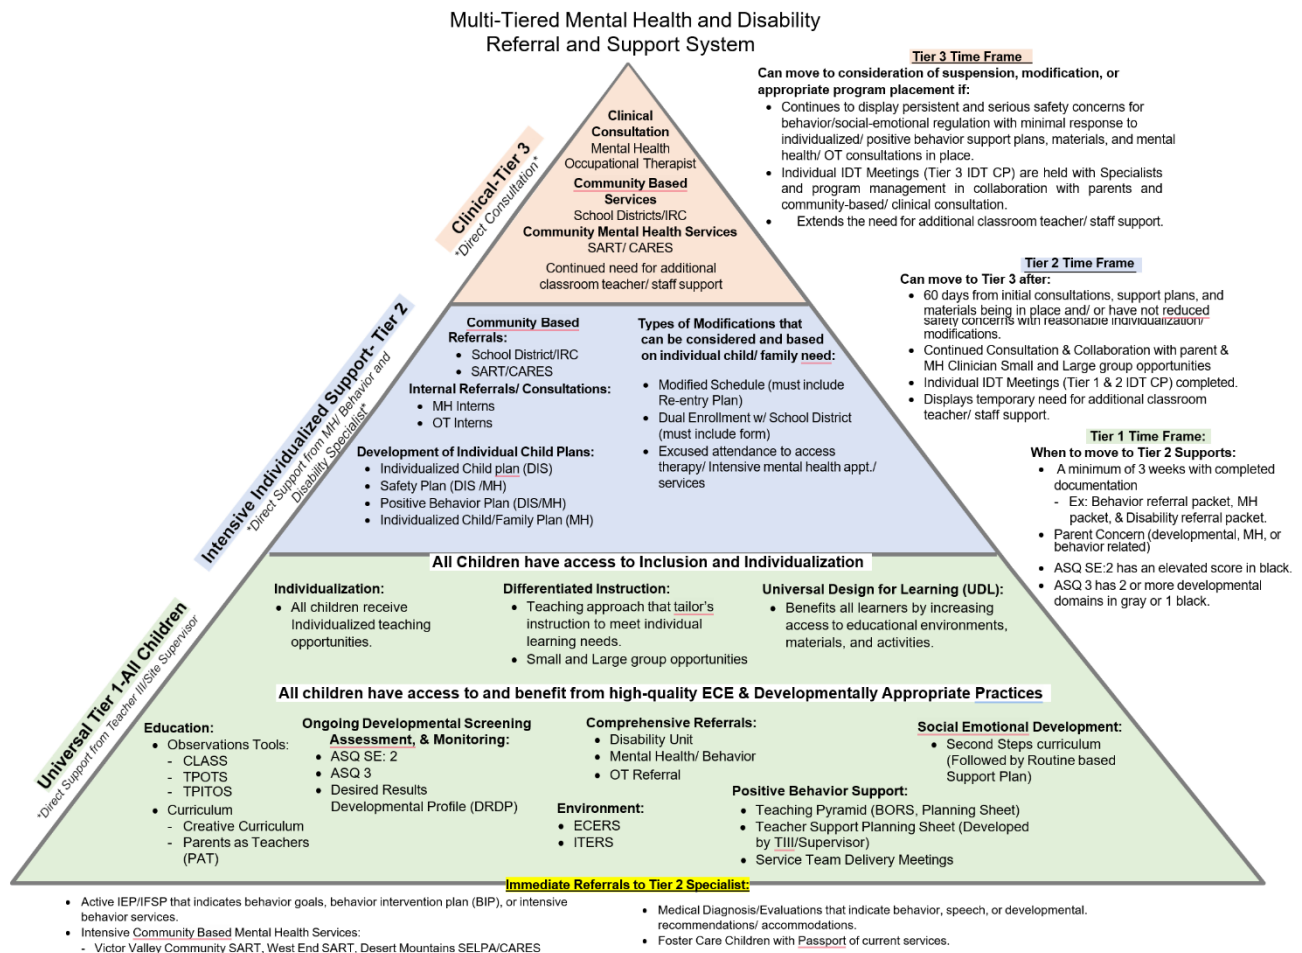 Multi-Tiered Mental Health and Disability
Referral and Support System
Clinical-Tier 3
*Direct Consultation*
Clinical
Consultation
Mental Health
Occupational Therapist
Community Based
Services
School Districts/IRC
Community Mental Health Services
SART/ CARES
Continued need for additional
classroom teacher/ staff support
Tier 3 Time Frame
Can move to consideration of suspension, modification, or
appropriate program placement if:
• Continues to display persistent and serious safety concerns for
behavior/social-emotional regulation with minimal response to
individualized/ positive behavior support plans, materials, and mental
health/ OT consultations in place.
• Individual IDT Meetings (Tier 3 IDT CP) are held with Specialists
and program management in collaboration with parents and
community-based/ clinical consultation.
• Extends the need for additional classroom teacher/ staff support.
Intensive Individualized Support- Tier 2
*Direct Support from MH/ Behavior and
Disability Specialist*
Community Based
Referrals:
• School District/IRC
• SART/CARES
Internal Referrals/ Consultations:
• MH Interns
• OT Interns
Development of Individual Child Plans:
• Individualized Child plan (DIS)
• Safety Plan (DIS /MH)
• Positive Behavior Plan (DIS/MH)
• Individualized Child/Family Plan (MH)
Types of Modifications that
can be considered and based
on individual child/ family need:
• Modified Schedule (must include
Re-entry Plan)
• Dual Enrollment w/ School District
(must include form)
• Excused attendance to access
therapy/ Intensive mental health appt./
services
Tier 2 Time Frame
Can move to Tier 3 after:
• 60 days from initial consultations, support plans, and
materials being in place and/ or have not reduced
safety concerns with reasonable individualization/
modifications.
• Continued Consultation & Collaboration with parent &
MH Clinician Small and Large group opportunities
• Individual IDT Meetings (Tier 1 & 2 IDT CP) completed.
• Displays temporary need for additional classroom
teacher/ staff support.
Tier 1 Time Frame:
When to move to Tier 2 Supports:
• A minimum of 3 weeks with completed
documentation
- Ex: Behavior referral packet, MH
packet, & Disability referral packet.
• Parent Concern (developmental, MH, or
behavior related)
• ASQ SE:2 has an elevated score in black.
• ASQ 3 has 2 or more developmental
domains in gray or 1 black.
Universal Tier 1-All Children
*Direct Support from Teacher III/Site Supervisor
All Children have access to Inclusion and Individualization
Individualization:
• All children receive
Individualized teaching
opportunities.
Differentiated Instruction:
• Teaching approach that tailor's
instruction to meet individual
learning needs.
• Small and Large group opportunities
Universal Design for Learning (UDL):
• Benefits all learners by increasing
access to educational environments,
materials, and activities.
All children have access to and benefit from high-quality ECE & Developmentally Appropriate Practices
Education:
• Observations Tools:
- CLASS
- TPOTS
- TPITOS
• Curriculum
- Creative Curriculum
- Parents as Teachers
(PAT)
Ongoing Developmental Screening
Assessment, & Monitoring:
• ASQ SE: 2
• ASQ 3
• Desired Results
Developmental Profile (DRDP)
Comprehensive Referrals:
• Disability Unit
• Mental Health/ Behavior
• OT Referral
Environment:
• ECERS
• ITERS
Social Emotional Development:
• Second Steps curriculum
(Followed by Routine based
Support Plan)
Positive Behavior Support:
• Teaching Pyramid (BORS, Planning Sheet)
• Teacher Support Planning Sheet (Developed
by TIII/Supervisor)
• Service Team Delivery Meetings
Immediate Referrals to Tier 2 Specialist:
• Active IEP/IFSP that indicates behavior goals, behavior intervention plan (BIP), or intensive
behavior services.
• Intensive Community Based Mental Health Services:
- Victor Valley Community SART, West End SART, Desert Mountains SELPA/CARES
• Medical Diagnosis/Evaluations that indicate behavior, speech, or developmental.
recommendations/ accommodations.
• Foster Care Children with Passport of current services.